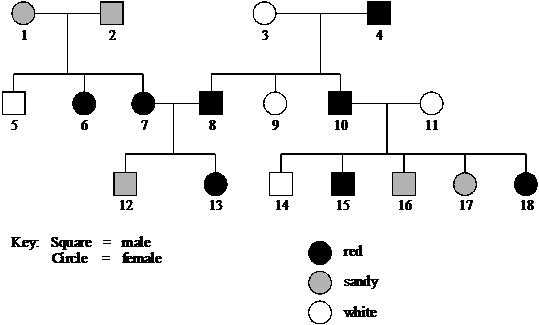 1 2 3 4
5 6 7 8 9 10 11
12 13 14 15 16 17 18
Key: Square = male
Circle = female
red
sandy
white